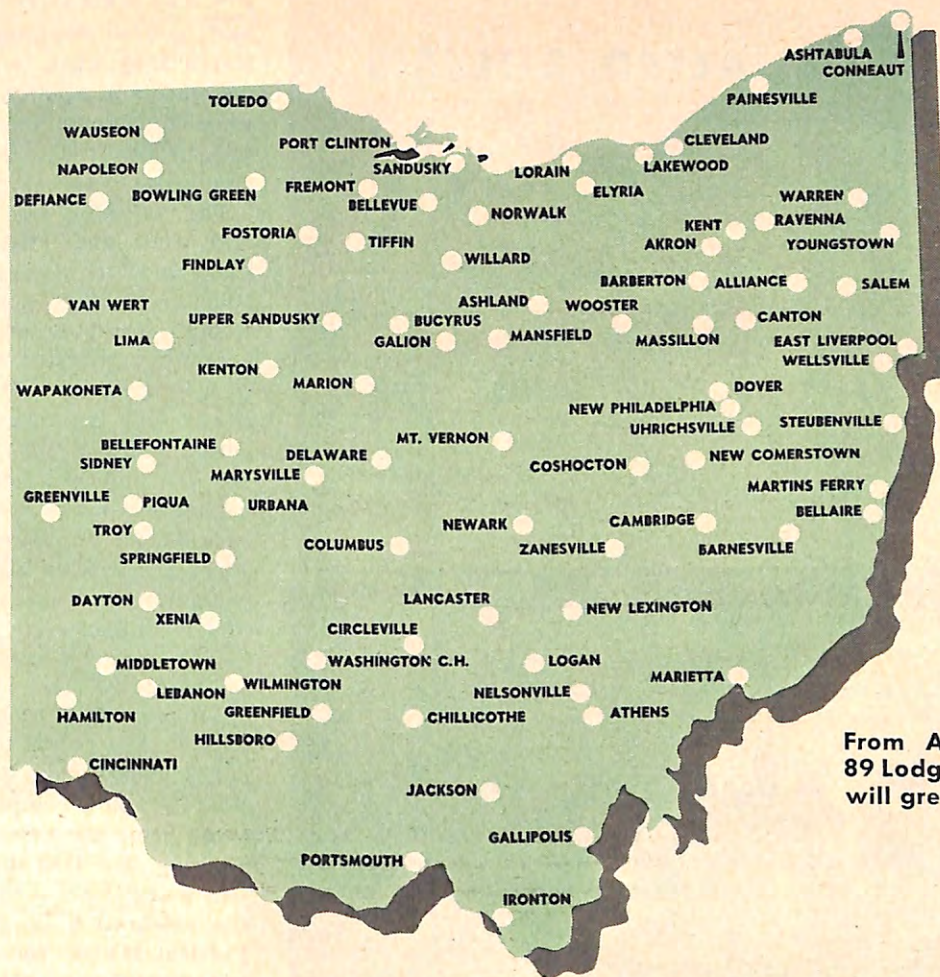 ASHTABULA
CONNEAUT
PAINESVILLE
TOLEDO
WAUSEON
PORT CLINTON
CLEVELAND
NAPOLEON
SANDUSKY
LORAIN
LAKEWOOD
DEFIANCE
BOWLING GREEN
FREMONT
ELYRIA
BELLEVUE
WARREN
NORWALK
RAVENNA
KENT
FOSTORIA
TIFFIN
AKRON
YOUNGSTOWN
FINDLAY
WILLARD
BARBERTON
ALLIANCE
SALEM
VAN WERT
ASHLAND
WOOSTER
UPPER SANDUSKY
BUCYRUS
CANTON
LIMA
GALION
MANSFIELD
MASSILLON
EAST LIVERPOOL
WELLSVILLE
KENTON
WAPAKONETA
MARION
DOVER
NEW PHILADELPHIA
UHRICHSVILLE
STEUBENVILLE
BELLEFONTAINE
MT. VERNON
SIDNEY
DELAWARE
COSHOCTON
NEW COMERSTOWN
MARYSVILLE
MARTINS FERRY
GREENVILLE
PIQUA
URBANA
BELLAIRE
TROY
NEWARK
CAMBRIDGE
SPRINGFIELD
COLUMBUS
ZANESVILLE
BARNESVILLE
DAYTON
LANCASTER
NEW LEXINGTON
XENIA
CIRCLEVILLE
MIDDLETOWN
WASHINGTON C.H.
LOGAN
MARIETTA
LEBANON
WILMINGTON
NELSONVILLE
HAMILTON
GREENFIELD
CHILLICOTHE
ATHENS
HILLSBORO
CINCINNATI
From A
89 Lodg
will gre
JACKSON
GALLIPOLIS
PORTSMOUTH
IRONTON